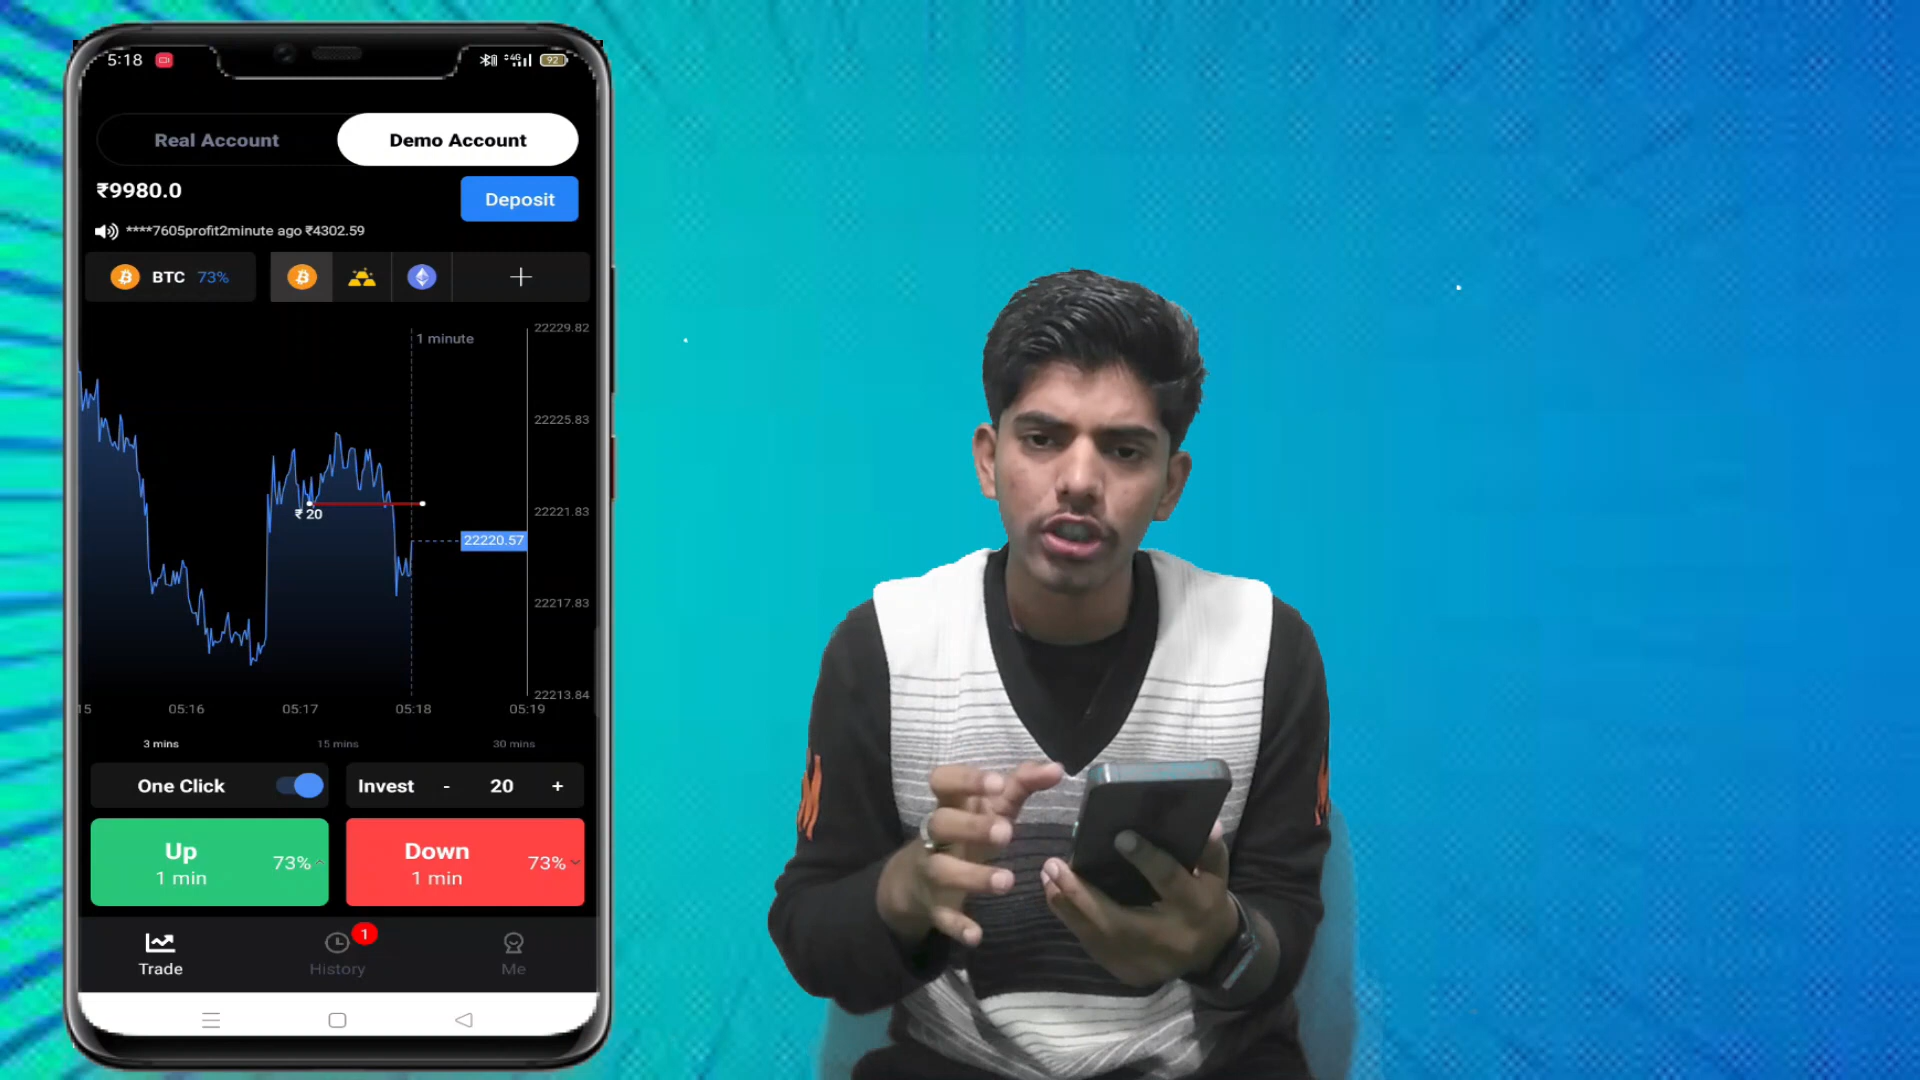 5:18
4G
92
Real Account
Demo Account
₹9980.0
Deposit
****7605profit2minute ago ₹4302.59
BTC 73%
22229.82
1 minute
22225.83
22221.83
₹ 20
22220.57
22217.83
22213.84
15 05:16 05:17 05:18 05:19
3 mins 15 mins 30 mins
One Click
Invest - 20 +
Up 73%
1 min
Down 73%
1 min
1
Trade
History
Me